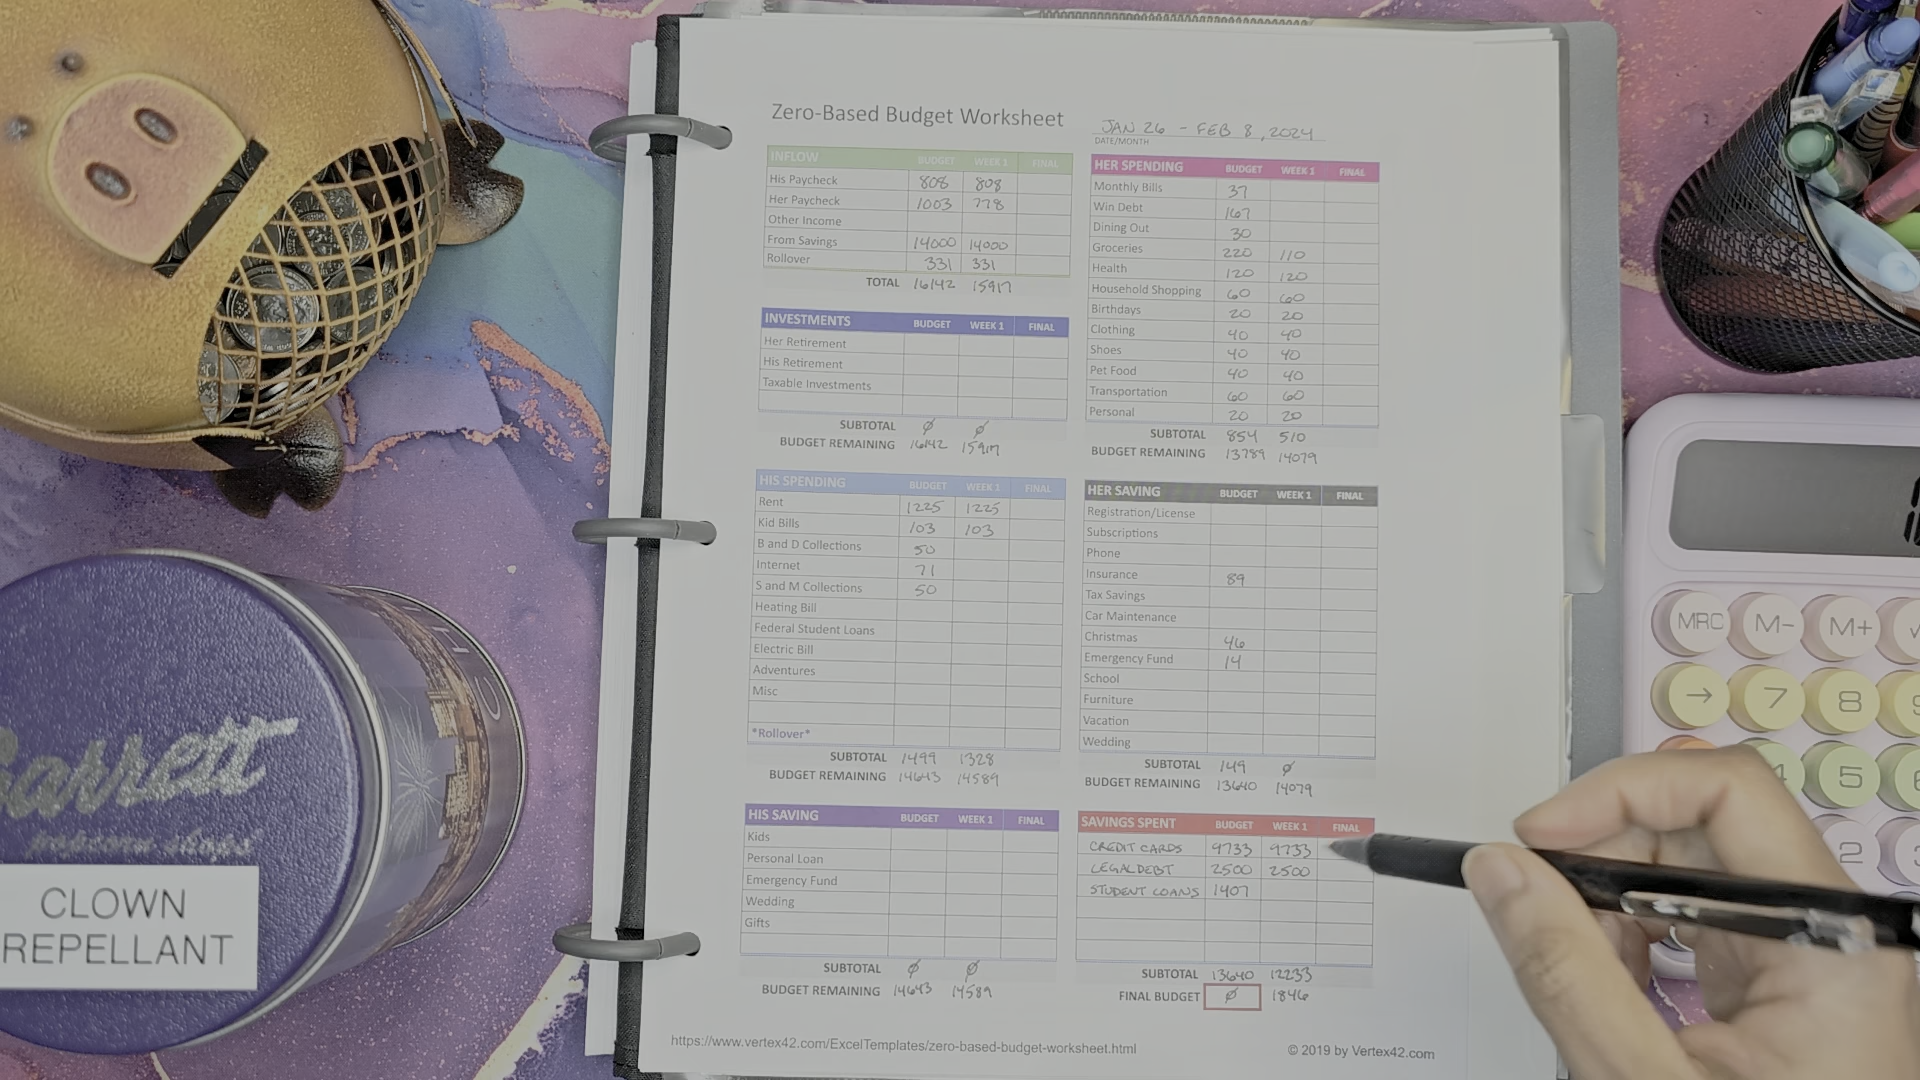 Zero-Based Budget Worksheet
JAN 26 - FEB 8, 2024
DATE/MONTH
INFLOW BUDGET WEEK 1 FINAL
His Paycheck 808 808
Her Paycheck 1003 778
Other Income
From Savings 14000 14000
Rollover 331 331
TOTAL 16142 15917
INVESTMENTS BUDGET WEEK 1 FINAL
Her Retirement
His Retirement
Taxable Investments
SUBTOTAL Ø Ø
BUDGET REMAINING 16142 15917
HIS SPENDING BUDGET WEEK 1 FINAL
Rent 1225 1225
Kid Bills 103 103
B and D Collections 50
Internet 71
S and M Collections 50
Heating Bill
Federal Student Loans
Electric Bill
Adventures
Misc
*Rollover*
SUBTOTAL 1499 1328
BUDGET REMAINING 14643 14589
HIS SAVING BUDGET WEEK 1 FINAL
Kids
Personal Loan
Emergency Fund
Wedding
Gifts
SUBTOTAL Ø Ø
BUDGET REMAINING 14643 14589
HER SPENDING BUDGET WEEK 1 FINAL
Monthly Bills 37
Win Debt 167
Dining Out 30
Groceries 220 110
Health 120 120
Household Shopping 60 60
Birthdays 20 20
Clothing 40 40
Shoes 40 40
Pet Food 40 40
Transportation 60 60
Personal 20 20
SUBTOTAL 854 510
BUDGET REMAINING 13789 14079
HER SAVING BUDGET WEEK 1 FINAL
Registration/License
Subscriptions
Phone
Insurance 89
Tax Savings
Car Maintenance
Christmas 46
Emergency Fund 14
School
Furniture
Vacation
Wedding
SUBTOTAL 149 Ø
BUDGET REMAINING 13640 14079
SAVINGS SPENT BUDGET WEEK 1 FINAL
CREDIT CARDS 9733 9733
LEGAL DEBT 2500 2500
STUDENT LOANS 1407
SUBTOTAL 13640 12233
FINAL BUDGET Ø 1846
https://www.vertex42.com/ExcelTemplates/zero-based-budget-worksheet.html
© 2019 by Vertex42.com
Garrett
popcorn shops
CHI
CLOWN
REPELLANT
MRC M- M+
→ 7 8 9
4 5 6
2 3